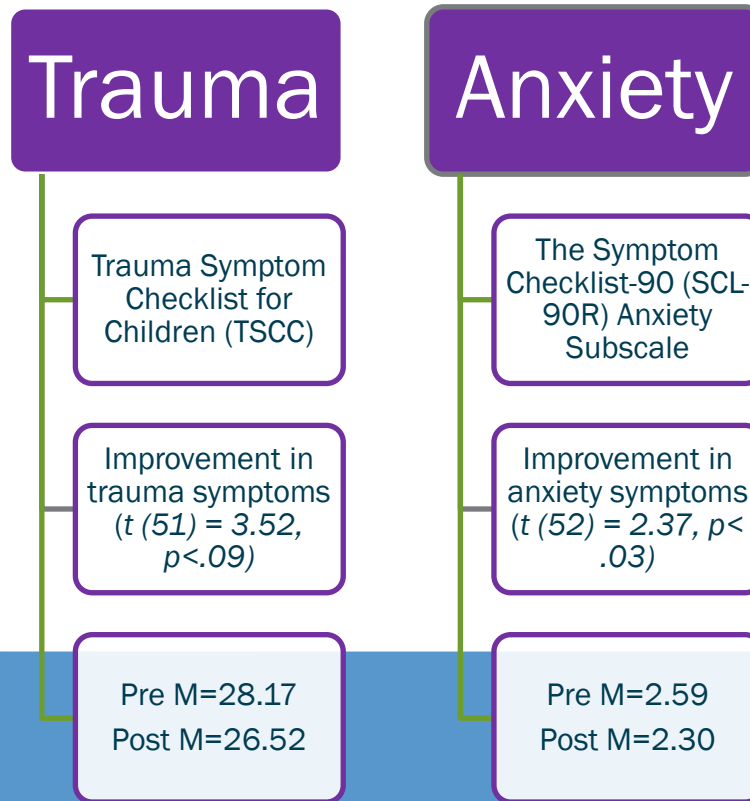 Trauma
Trauma Symptom
Checklist for
Children (TSCC)
Improvement in
trauma symptoms
(t (51) = 3.52,
p<.09)
Pre M=28.17
Post M=26.52
Anxiety
The Symptom
Checklist-90 (SCL-
90R) Anxiety
Subscale
Improvement in
anxiety symptoms
(t (52) = 2.37, p<
.03)
Pre M=2.59
Post M=2.30